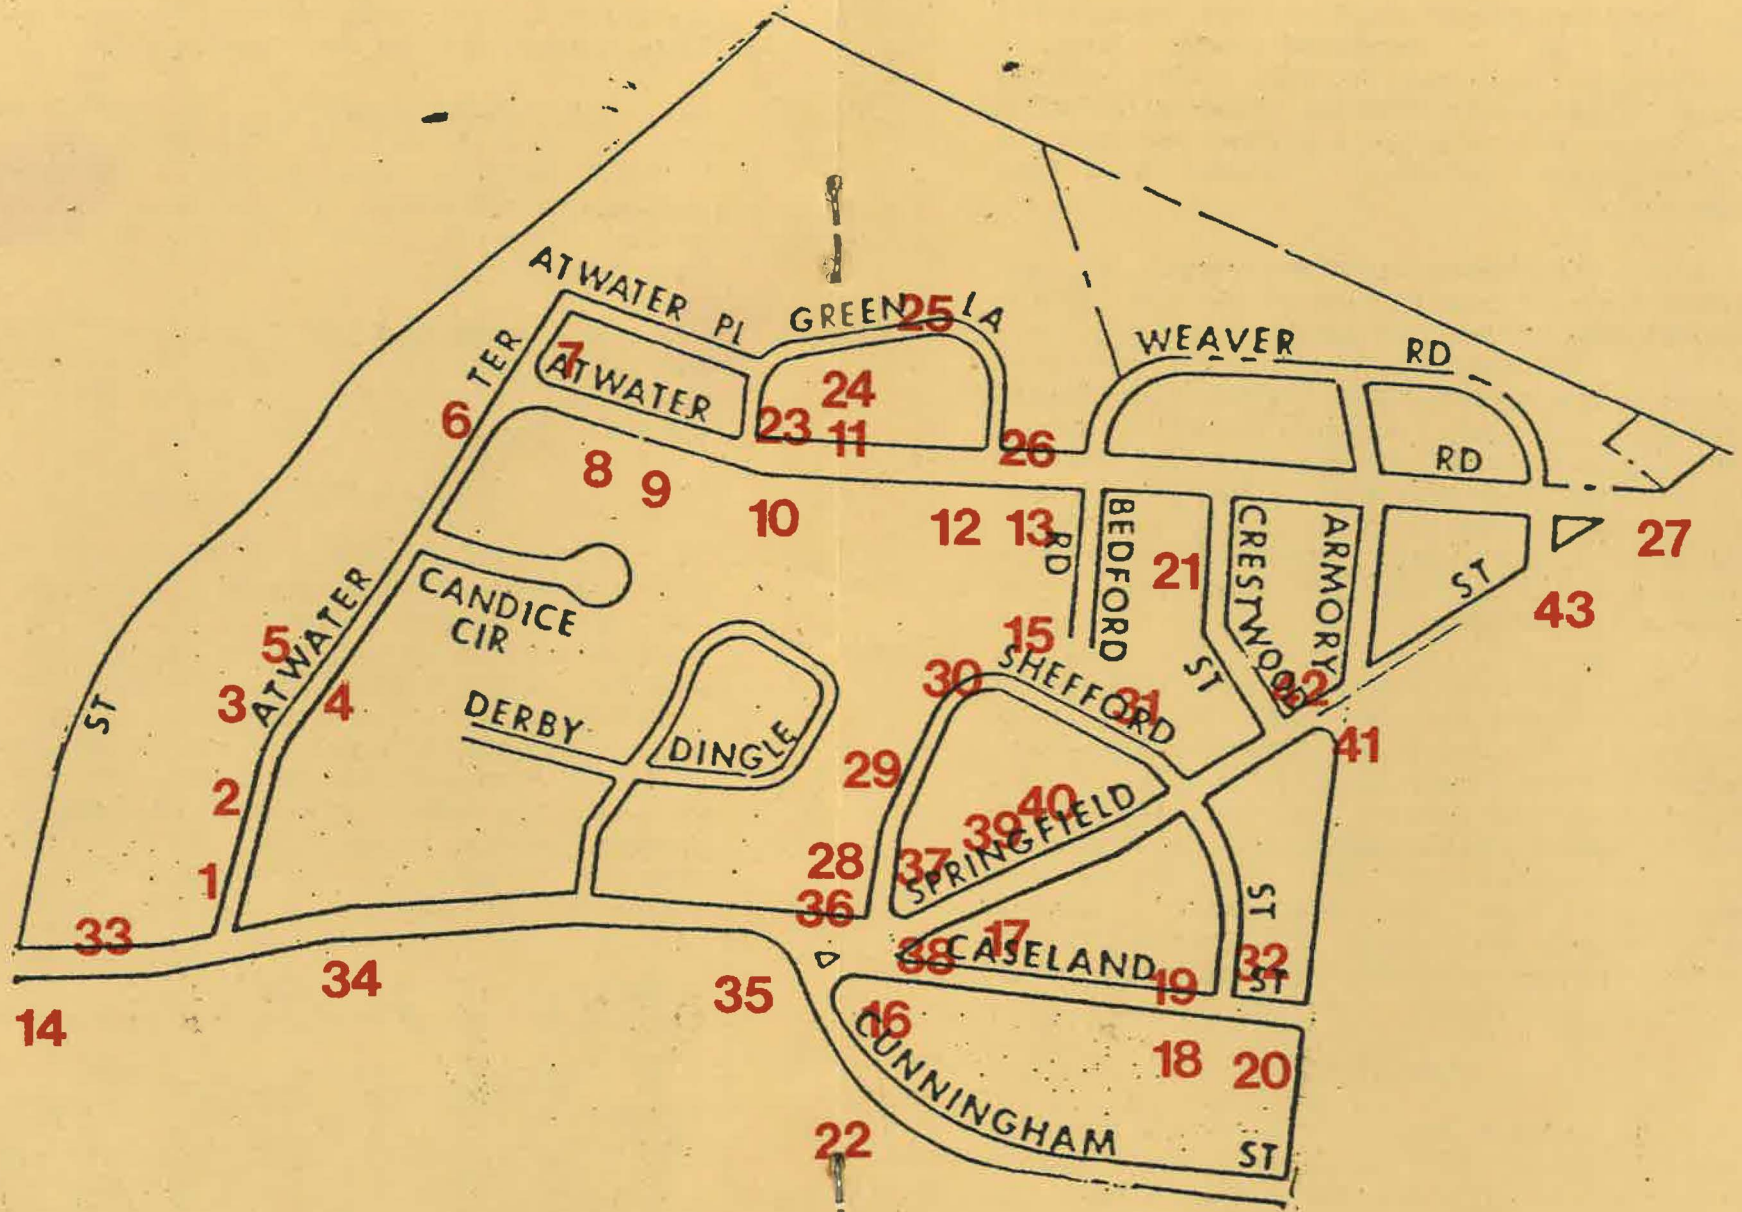 ATWATER PL
GREEN LA
25
WEAVER RD
TER
7
ATWATER
24
6
23
11
26
RD
8
9
10
12
13
RD
BEDFORD
21
CRESTWOOD
ST
ARMORY
ST
27
43
CANDICE
CIR
5
ATWATER
3
4
ST
15
30
SHEFFORD
31
42
DERBY
DINGLE
29
41
2
40
39
SPRINGFIELD
37
28
1
36
ST
33
17
38
CASELAND
19
32
ST
34
35
14
16
CUNNINGHAM ST
18
20
22